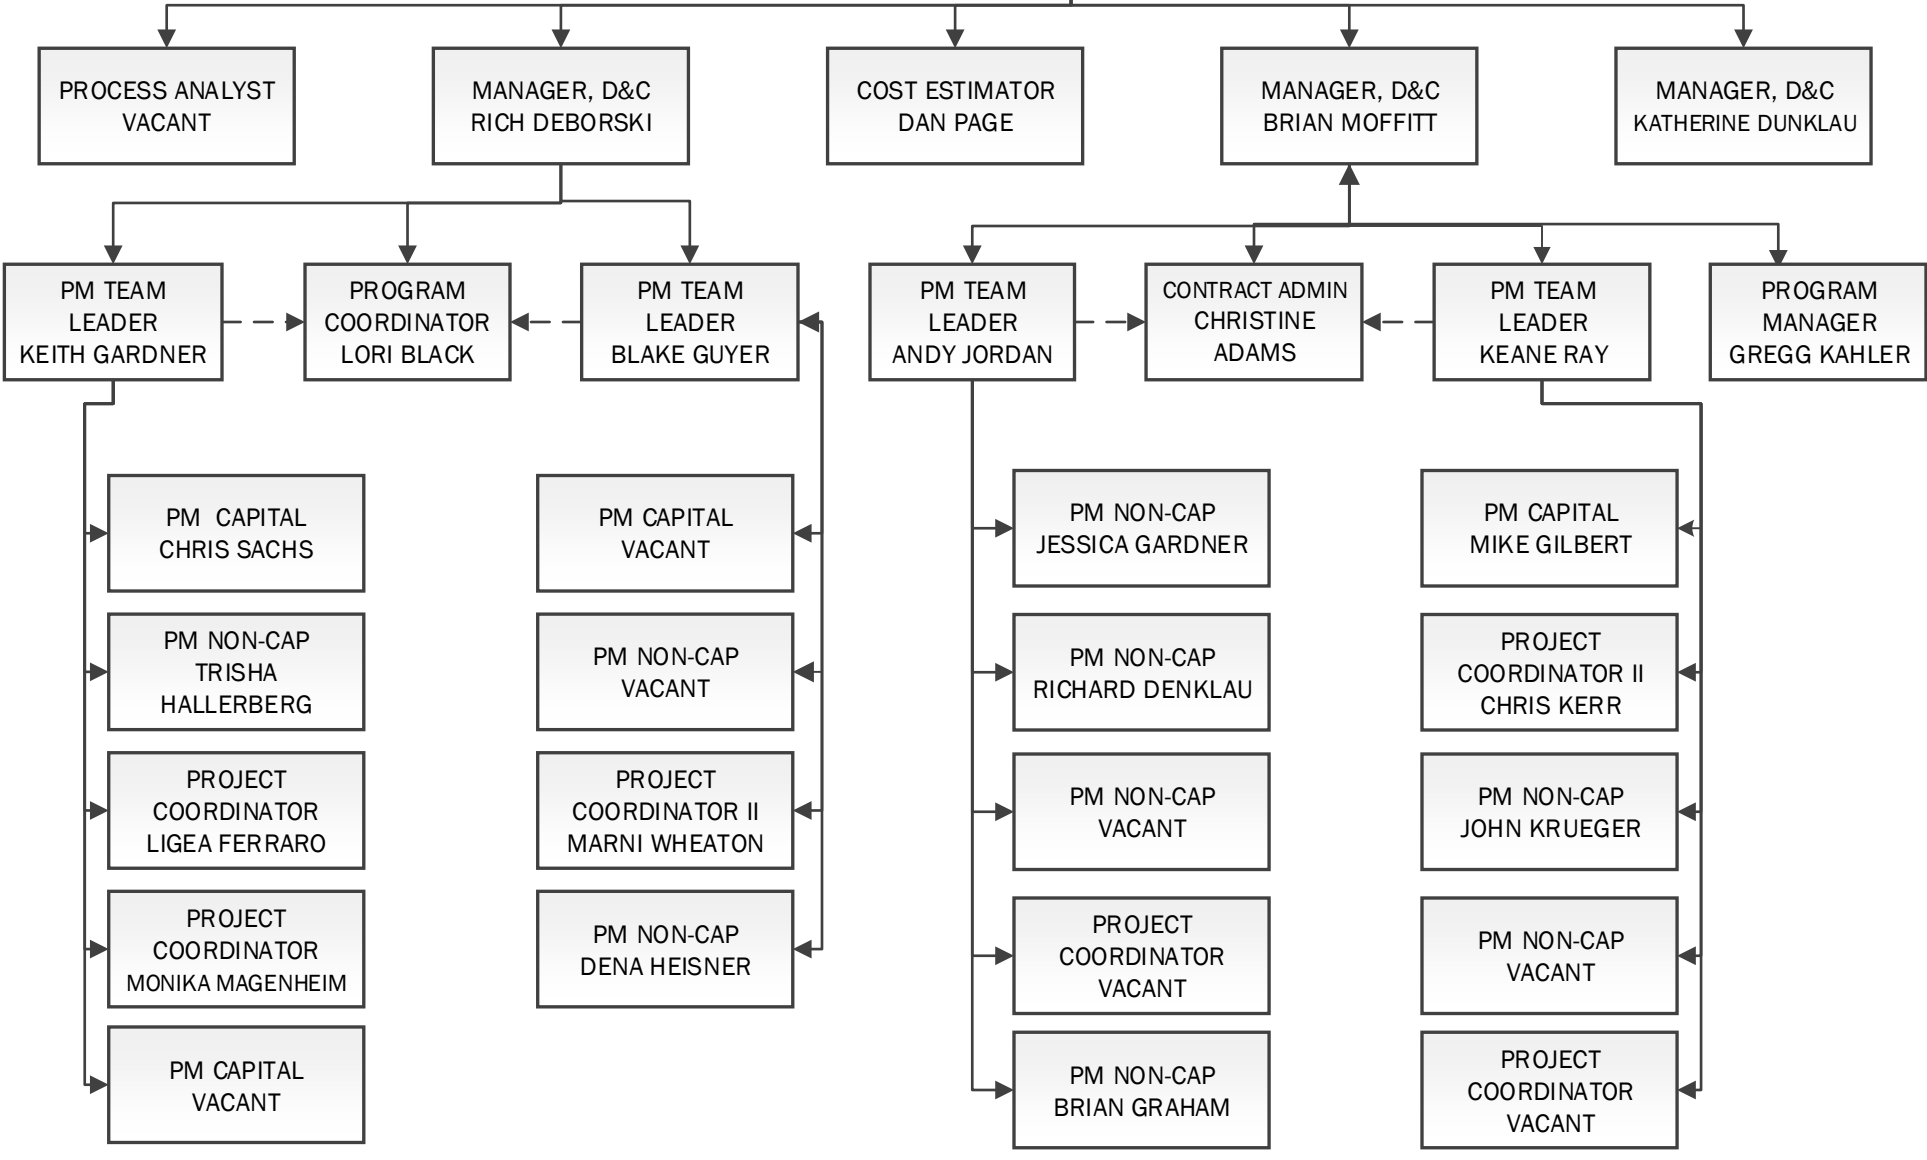 PROCESS ANALYST
VACANT
MANAGER, D&C
RICH DEBORSKI
COST ESTIMATOR
DAN PAGE
MANAGER, D&C
BRIAN MOFFITT
MANAGER, D&C
KATHERINE DUNKLAU
PM TEAM
LEADER
KEITH GARDNER
PROGRAM
COORDINATOR
LORI BLACK
PM TEAM
LEADER
BLAKE GUYER
PM TEAM
LEADER
ANDY JORDAN
CONTRACT ADMIN
CHRISTINE
ADAMS
PM TEAM
LEADER
KEANE RAY
PROGRAM
MANAGER
GREGG KAHLER
PM CAPITAL
CHRIS SACHS
PM NON-CAP
TRISHA
HALLERBERG
PROJECT
COORDINATOR
LIGEA FERRARO
PROJECT
COORDINATOR
MONIKA MAGENHEIM
PM CAPITAL
VACANT
PM CAPITAL
VACANT
PM NON-CAP
VACANT
PROJECT
COORDINATOR II
MARNI WHEATON
PM NON-CAP
DENA HEISNER
PM NON-CAP
JESSICA GARDNER
PM NON-CAP
RICHARD DENKLAU
PM NON-CAP
VACANT
PROJECT
COORDINATOR
VACANT
PM NON-CAP
BRIAN GRAHAM
PM CAPITAL
MIKE GILBERT
PROJECT
COORDINATOR II
CHRIS KERR
PM NON-CAP
JOHN KRUEGER
PM NON-CAP
VACANT
PROJECT
COORDINATOR
VACANT